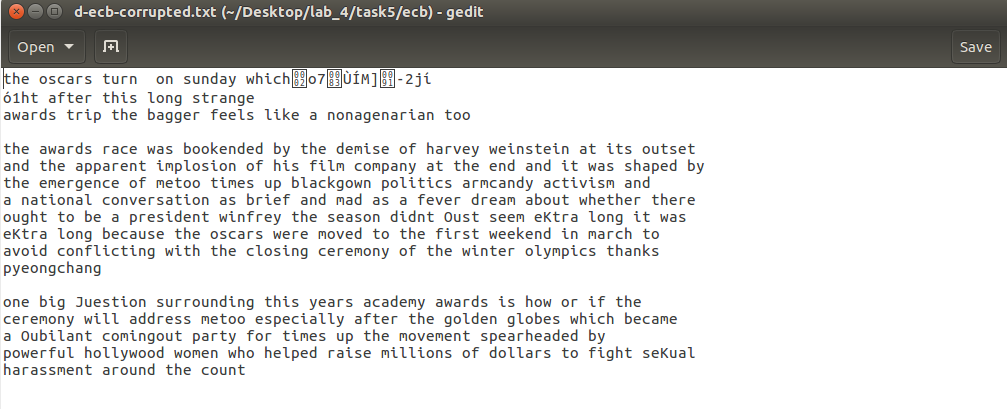 d-ecb-corrupted.txt (~/Desktop/lab_4/task5/ecb) - gedit
Open Save
the oscars turn  on sunday which0002o70083ÙÍM]0091-2jí
ó1ht after this long strange
awards trip the bagger feels like a nonagenarian too

the awards race was bookended by the demise of harvey weinstein at its outset
and the apparent implosion of his film company at the end and it was shaped by
the emergence of metoo times up blackgown politics armcandy activism and
a national conversation as brief and mad as a fever dream about whether there
ought to be a president winfrey the season didnt Oust seem eKtra long it was
eKtra long because the oscars were moved to the first weekend in march to
avoid conflicting with the closing ceremony of the winter olympics thanks
pyeongchang

one big Juestion surrounding this years academy awards is how or if the
ceremony will address metoo especially after the golden globes which became
a Oubilant comingout party for times up the movement spearheaded by
powerful hollywood women who helped raise millions of dollars to fight seKual
harassment around the count